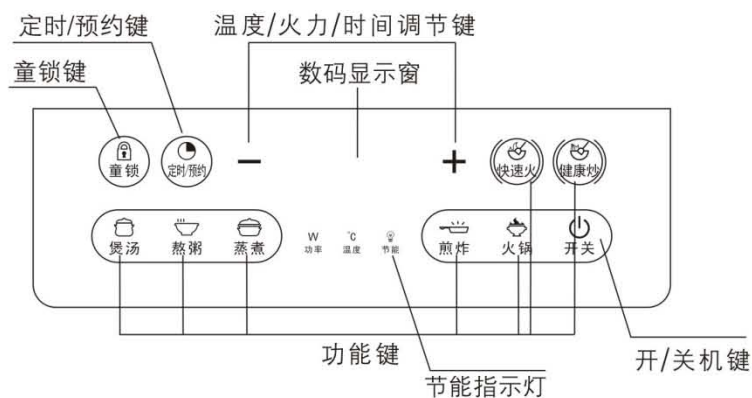 定时/预约键
温度/火力/时间调节键
童锁键
数码显示窗
童锁
定时/预约
快速火
健康炒
煲汤
熬粥
蒸煮
W
功率
℃
温度
节能
煎炸
火锅
开关
功能键
开/关机键
节能指示灯